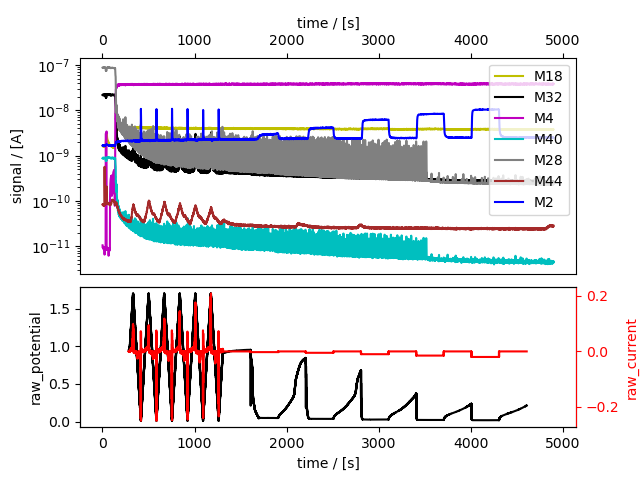 time / [s]
0 1000 2000 3000 4000 5000
10⁻⁷
10⁻⁸
10⁻⁹
10⁻¹⁰
10⁻¹¹
signal / [A]
M18
M32
M4
M40
M28
M44
M2
1.5
1.0
0.5
0.0
raw_potential
0.2
0.0
−0.2
raw_current
0 1000 2000 3000 4000 5000
time / [s]